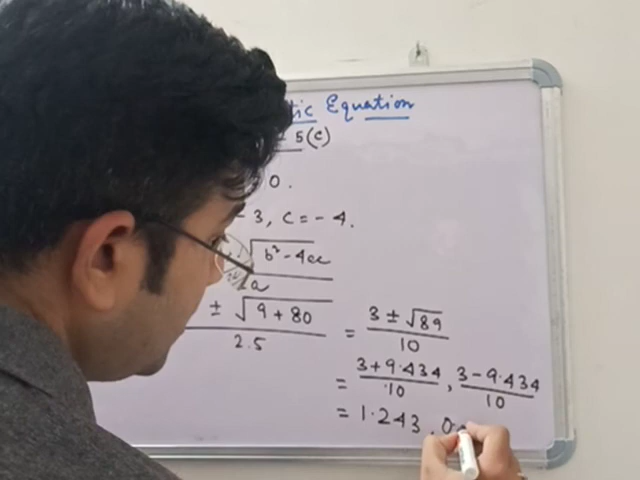 tic Equation
5(c)
0.
3, c = -4.
√b²-4ac
a
± √9+80 / 2.5 = 3±√89 / 10
= 3+9.434 / 10 , 3-9.434 / 10
= 1.243, 0